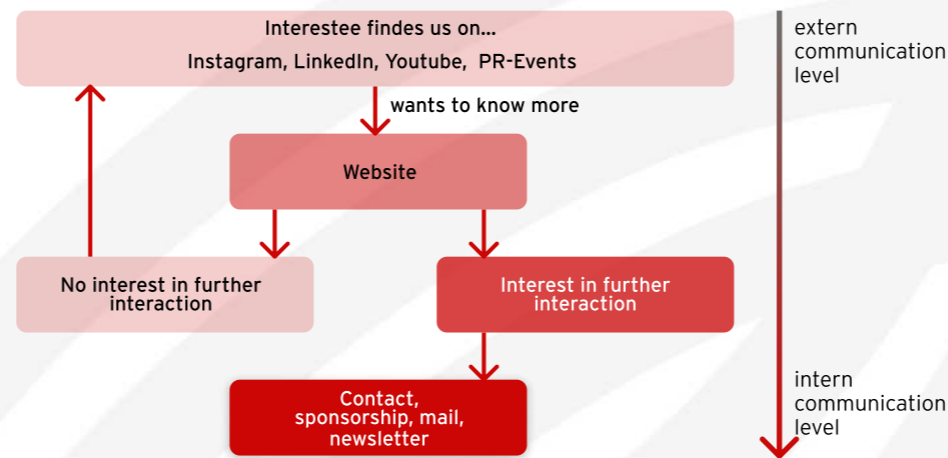 Interestee findes us on...
Instagram, LinkedIn, Youtube, PR-Events
extern
communication
level
wants to know more
Website
No interest in further
interaction
Interest in further
interaction
Contact,
sponsorship, mail,
newsletter
intern
communication
level